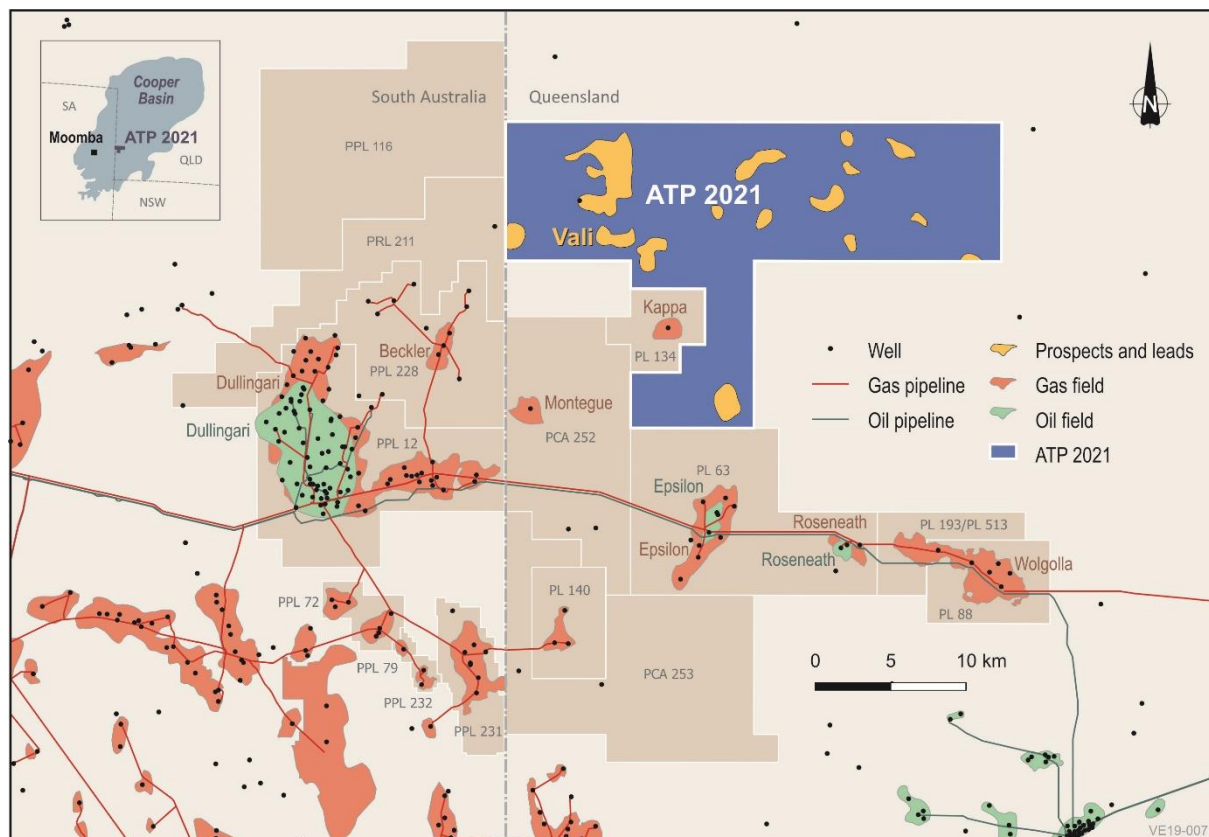 Cooper
Basin
SA
ATP 2021
Moomba
QLD
NSW
South Australia
Queensland
N
PPL 116
ATP 2021
Vali
PRL 211
Kappa
PL 134
Beckler
PPL 228
Dullingari
Montegue
Dullingari
PCA 252
PPL 12
Well
Prospects and leads
Gas pipeline
Gas field
Oil pipeline
Oil field
ATP 2021
PL 63
Epsilon
Roseneath
PL 193/PL 513
Epsilon
Roseneath
Wolgolla
PPL 72
PL 140
PL 88
PPL 79
PCA 253
0 5 10 km
PPL 232
PPL 231
VE19-007